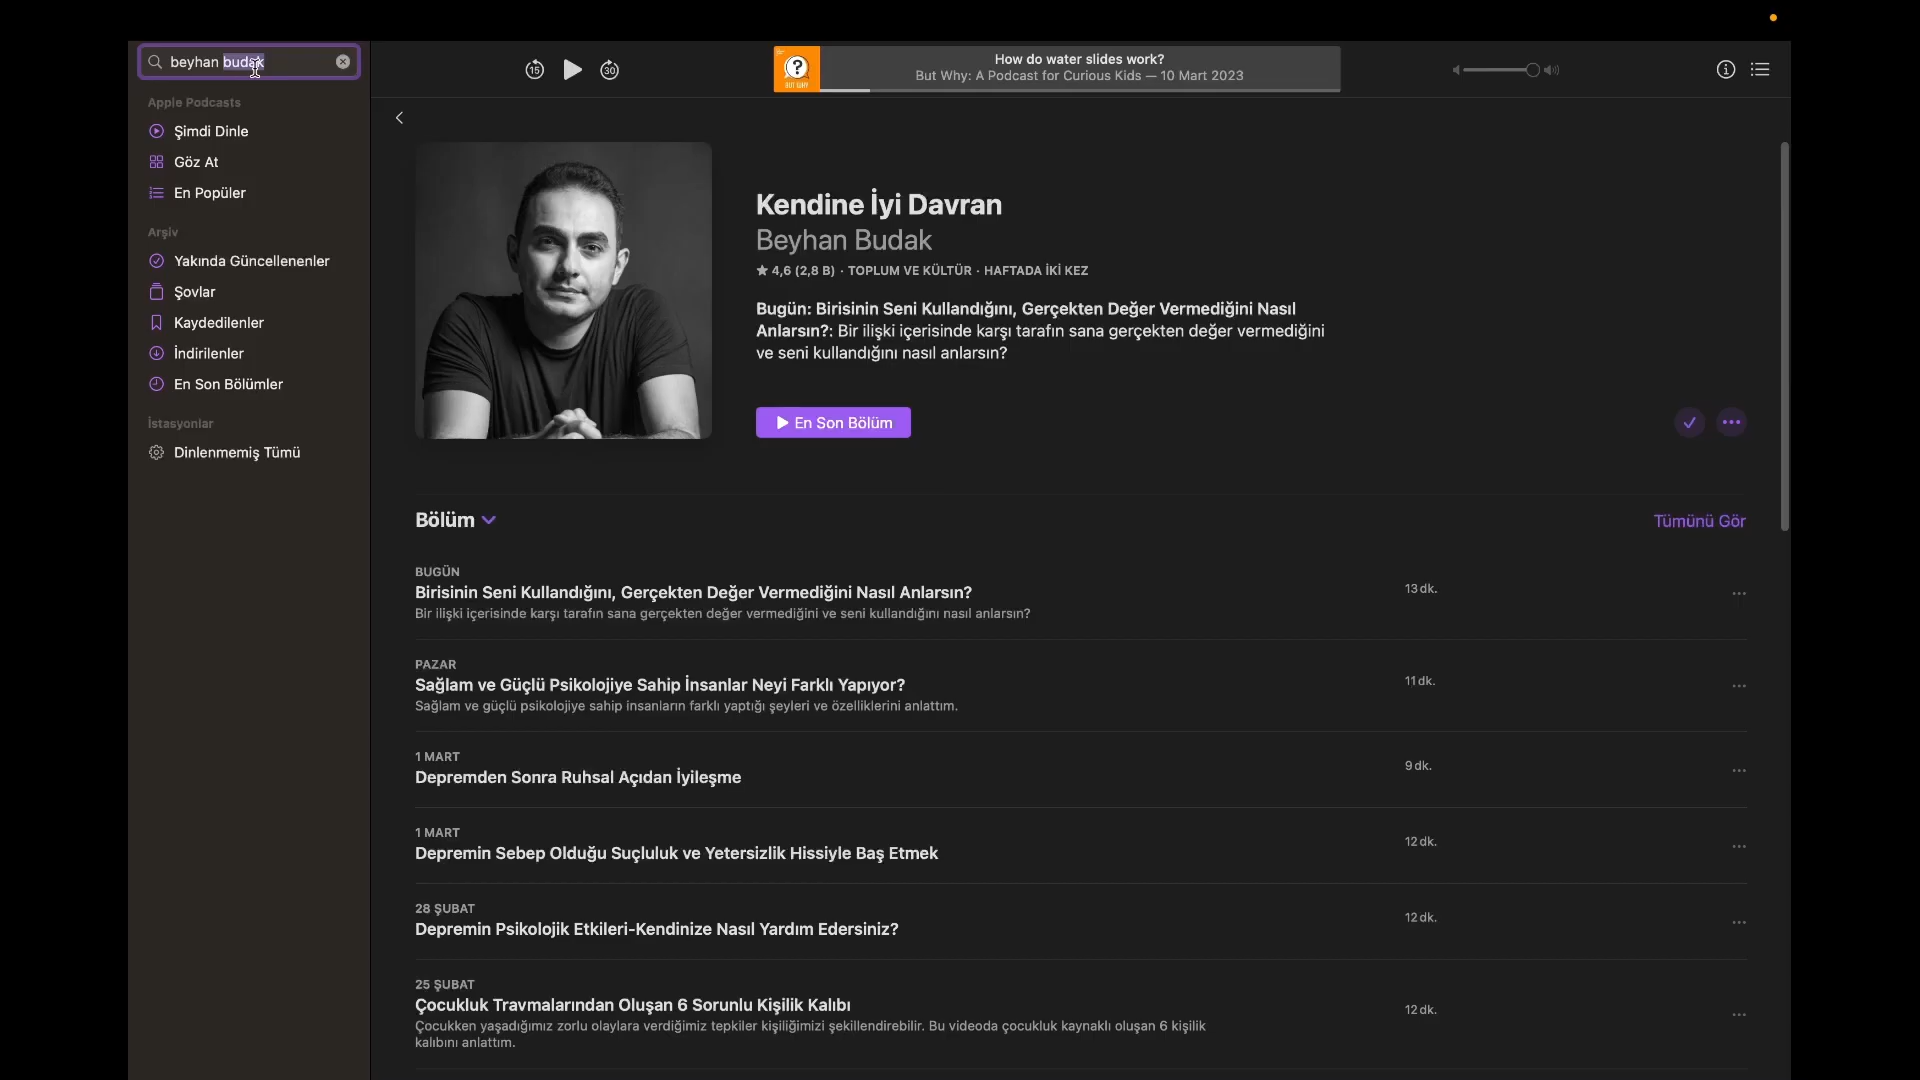 beyhan budak
Apple Podcasts
Şimdi Dinle
Göz At
En Popüler
Arşiv
Yakında Güncellenenler
Şovlar
Kaydedilenler
İndirilenler
En Son Bölümler
İstasyonlar
Dinlenmemiş Tümü
15
30
?
BUT WHY
How do water slides work?
But Why: A Podcast for Curious Kids — 10 Mart 2023
Kendine İyi Davran
Beyhan Budak
★ 4,6 (2,8 B) · TOPLUM VE KÜLTÜR · HAFTADA İKİ KEZ
Bugün: Birisinin Seni Kullandığını, Gerçekten Değer Vermediğini Nasıl
Anlarsın?: Bir ilişki içerisinde karşı tarafın sana gerçekten değer vermediğini
ve seni kullandığını nasıl anlarsın?
En Son Bölüm
Bölüm
Tümünü Gör
BUGÜN
Birisinin Seni Kullandığını, Gerçekten Değer Vermediğini Nasıl Anlarsın?
Bir ilişki içerisinde karşı tarafın sana gerçekten değer vermediğini ve seni kullandığını nasıl anlarsın?
13 dk.
PAZAR
Sağlam ve Güçlü Psikolojiye Sahip İnsanlar Neyi Farklı Yapıyor?
Sağlam ve güçlü psikolojiye sahip insanların farklı yaptığı şeyleri ve özelliklerini anlattım.
11 dk.
1 MART
Depremden Sonra Ruhsal Açıdan İyileşme
9 dk.
1 MART
Depremin Sebep Olduğu Suçluluk ve Yetersizlik Hissiyle Baş Etmek
12 dk.
28 ŞUBAT
Depremin Psikolojik Etkileri-Kendinize Nasıl Yardım Edersiniz?
12 dk.
25 ŞUBAT
Çocukluk Travmalarından Oluşan 6 Sorunlu Kişilik Kalıbı
Çocukken yaşadığımız zorlu olaylara verdiğimiz tepkiler kişiliğimizi şekillendirebilir. Bu videoda çocukluk kaynaklı oluşan 6 kişilik
kalıbını anlattım.
12 dk.